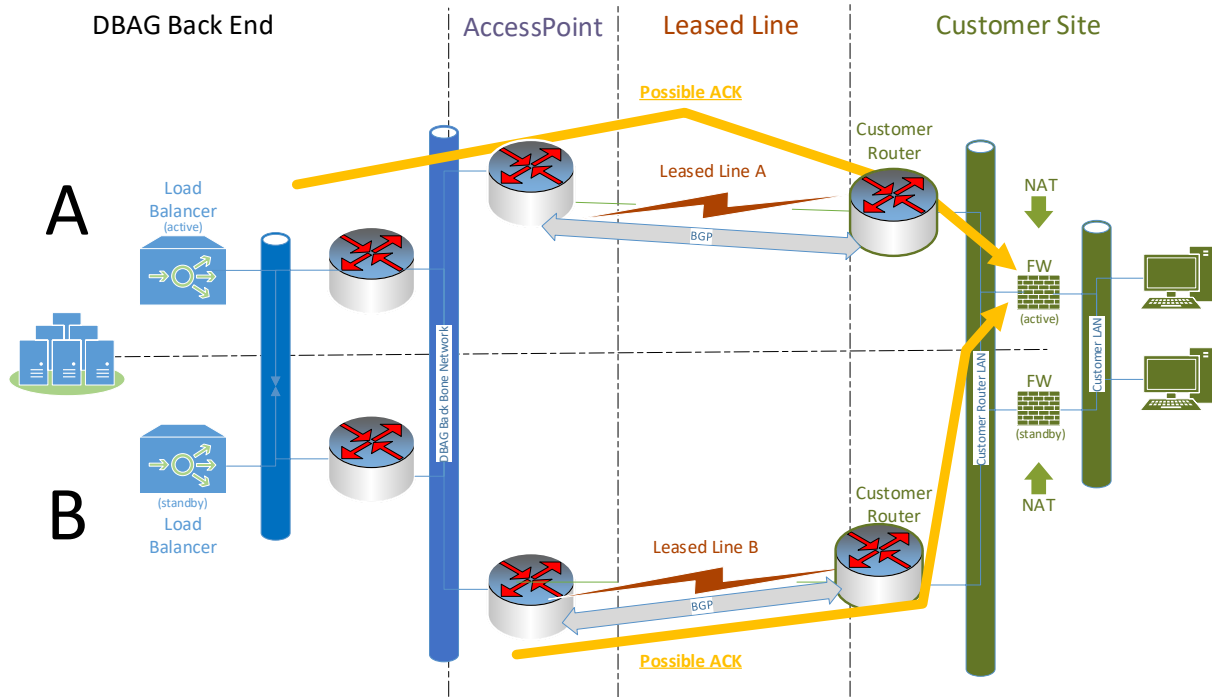 DBAG Back End
AccessPoint
Leased Line
Customer Site
Possible ACK
Customer
Router
A
Load
Balancer
(active)
Leased Line A
NAT
BGP
FW
(active)
DBAG Back Bone Network
Customer Router LAN
Customer LAN
FW
(standby)
B
(standby)
Load
Balancer
Customer
Router
NAT
Leased Line B
BGP
Possible ACK